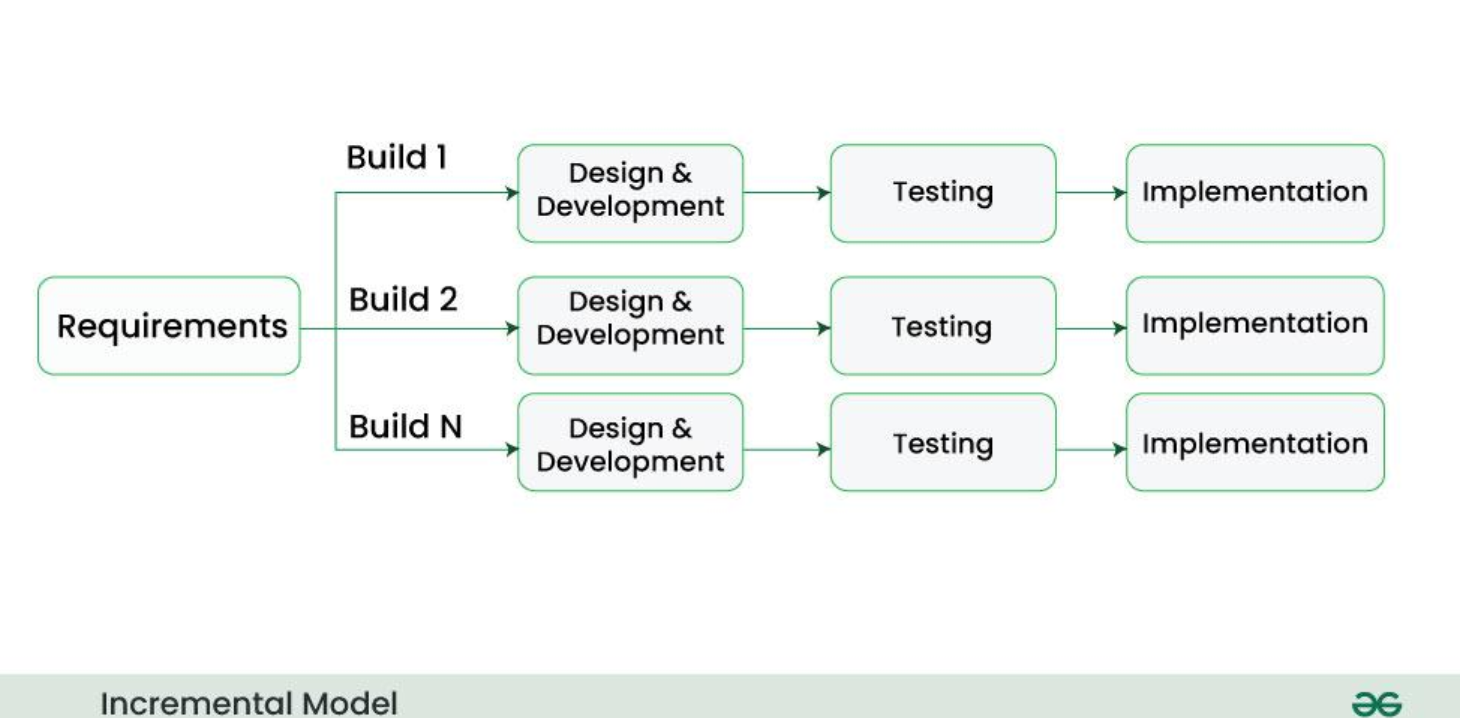 Build 1
Design &
Development
Testing
Implementation
Requirements
Build 2
Design &
Development
Testing
Implementation
Build N
Design &
Development
Testing
Implementation
Incremental Model